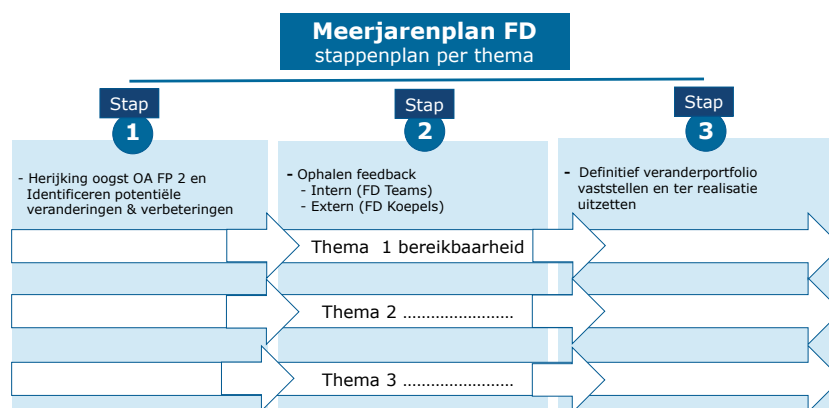 Meerjarenplan FD
stappenplan per thema
Stap
1
Stap
2
Stap
3
- Herijking oogst OA FP 2 en
Identificeren potentiële
veranderingen & verbeteringen
- Ophalen feedback
- Intern (FD Teams)
- Extern (FD Koepels)
- Definitief veranderportfolio
vaststellen en ter realisatie
uitzetten
Thema 1 bereikbaarheid
Thema 2 ........................
Thema 3 ........................